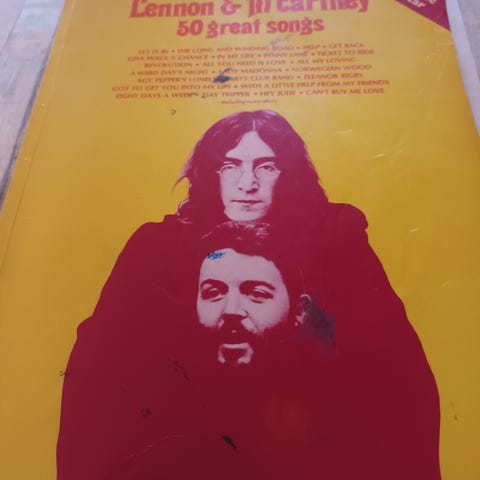 Lennon & McCartney
50 great songs
LET IT BE • THE LONG AND WINDING ROAD • HELP • GET BACK
GIVE PEACE A CHANCE • IN MY LIFE • PENNY LANE • TICKET TO RIDE
REVOLUTION • ALL YOU NEED IS LOVE • ALL MY LOVING
A HARD DAY'S NIGHT • LADY MADONNA • NORWEGIAN WOOD
SGT. PEPPER'S LONELY HEARTS CLUB BAND • ELEANOR RIGBY
GOT TO GET YOU INTO MY LIFE • WITH A LITTLE HELP FROM MY FRIENDS
EIGHT DAYS A WEEK • DAY TRIPPER • HEY JUDE • CAN'T BUY ME LOVE